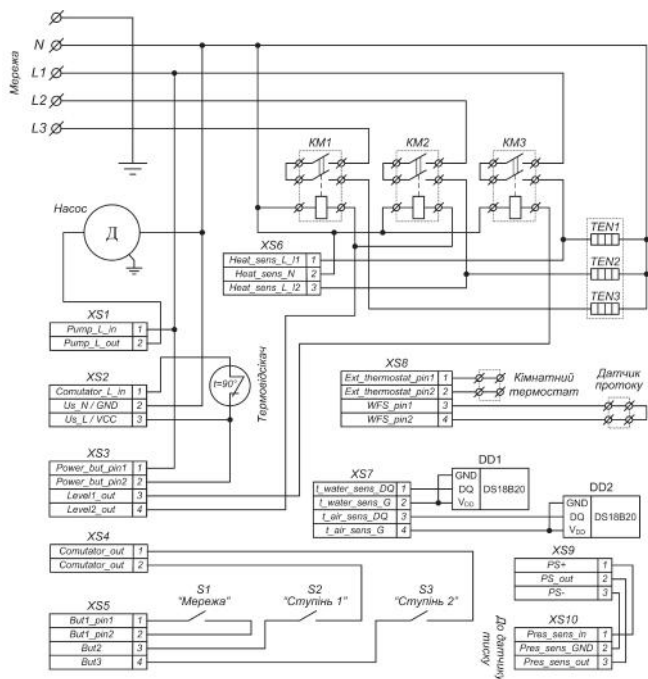 Мережа
N
L1
L2
L3
KM1
KM2
KM3
Насос
Д
TEN1
TEN2
TEN3
XS6
Heat_sens_L_I1 1
Heat_sens_N 2
Heat_sens_L_I2 3
XS1
Pump_L_in 1
Pump_L_out 2
t=90°
Термовідсікач
XS2
Comutator_L_in 1
Us_N / GND 2
Us_L / VCC 3
XS8
Ext_thermostat_pin1 1
Ext_thermostat_pin2 2
WFS_pin1 3
WFS_pin2 4
Кімнатний
термостат
Датчик
протоку
XS3
Power_but_pin1 1
Power_but_pin2 2
Level1_out 3
Level2_out 4
XS7
t_water_sens_DQ 1
t_water_sens_G 2
t_air_sens_DQ 3
t_air_sens_G 4
DD1
GND
DQ DS18B20
VDD
DD2
GND
DQ DS18B20
VDD
XS4
Comutator_out 1
Comutator_out 2
XS9
PS+ 1
PS_out 2
PS- 3
S1
"Мережа"
S2
"Ступінь 1"
S3
"Ступінь 2"
XS5
But1_pin1 1
But1_pin2 2
But2 3
But3 4
До датчику
тиску
XS10
Pres_sens_in 1
Pres_sens_GND 2
Pres_sens_out 3